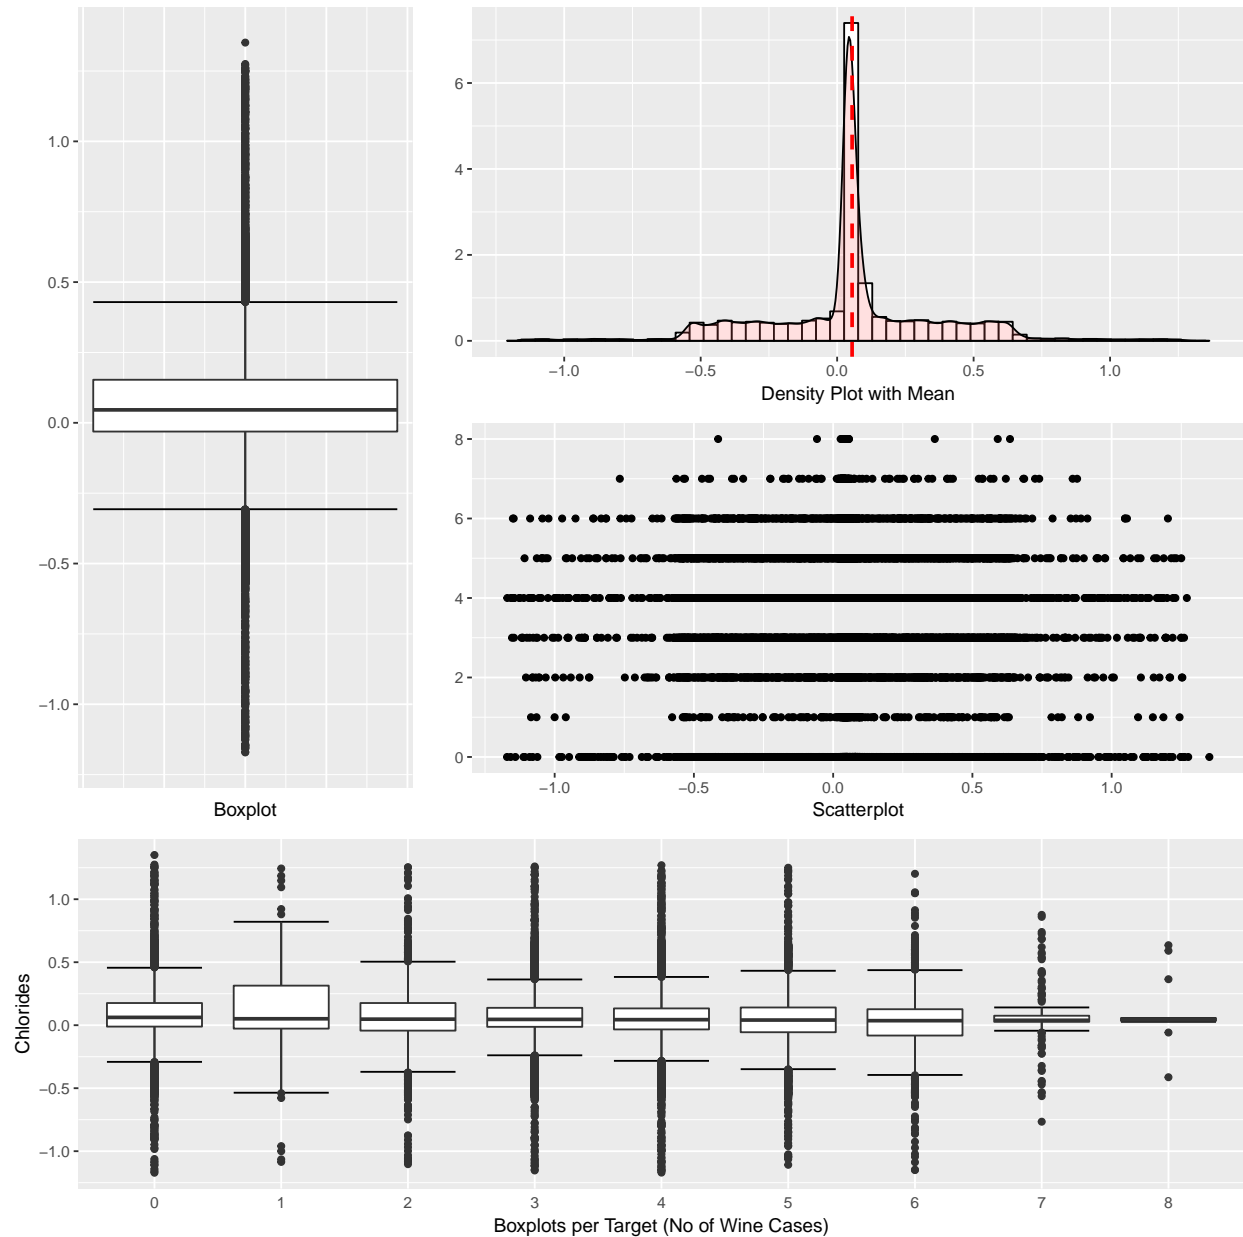 1.0
0.5
0.0
−0.5
−1.0
Boxplot
6
4
2
0
−1.0 −0.5 0.0 0.5 1.0
Density Plot with Mean
8
6
4
2
0
−1.0 −0.5 0.0 0.5 1.0
Scatterplot
Chlorides
1.0
0.5
0.0
−0.5
−1.0
0 1 2 3 4 5 6 7 8
Boxplots per Target (No of Wine Cases)